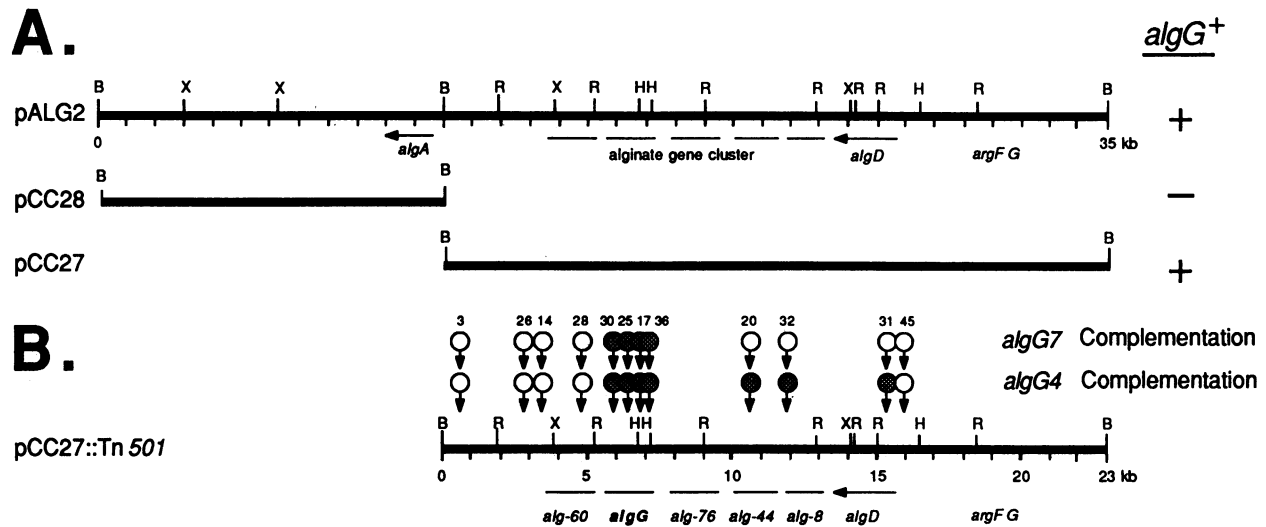 A.
algG+
B X X B R X R HH R R XR R H R B
pALG2
0 35 kb
+
algA alginate gene cluster algD argF G
B B
pCC28
−
B B
pCC27
+
B.
3 26 14 28 30 25 17 36 20 32 31 45
algG7 Complementation
algG4 Complementation
B R X R HH R R XR R H R B
pCC27::Tn501
0 5 10 15 20 23 kb
alg-60 algG alg-76 alg-44 alg-8 algD argF G